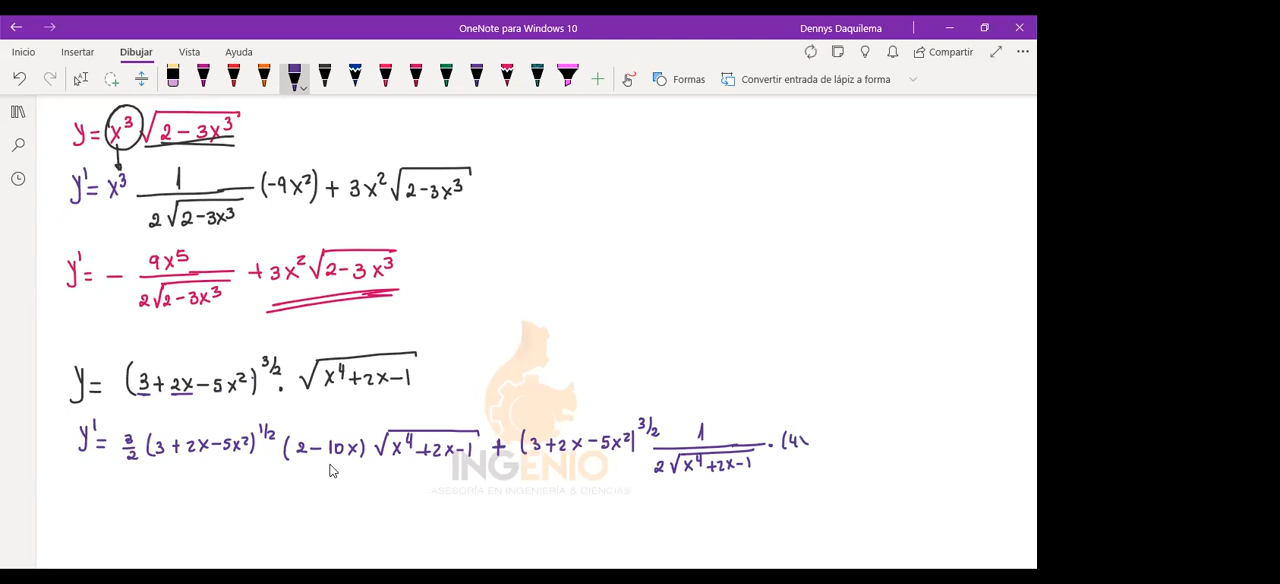 OneNote para Windows 10
Dennys Daquilema
Inicio Insertar Dibujar Vista Ayuda
Compartir
Formas Convertir entrada de lápiz a forma
y = x³ √(2 − 3x³)
y' = x³ 1/(2√(2−3x³)) (−9x²) + 3x² √(2−3x³)
y' = − 9x⁵/(2√(2−3x³)) + 3x² √(2−3x³)
y = (3+2x−5x²)^(3/2) · √(x⁴+2x−1)
y' = 3/2 (3+2x−5x²)^(1/2) (2−10x) √(x⁴+2x−1) + (3+2x−5x²)^(3/2) 1/(2√(x⁴+2x−1)) · (4
INGENIO
ASESORÍA EN INGENIERÍA & CIENCIAS